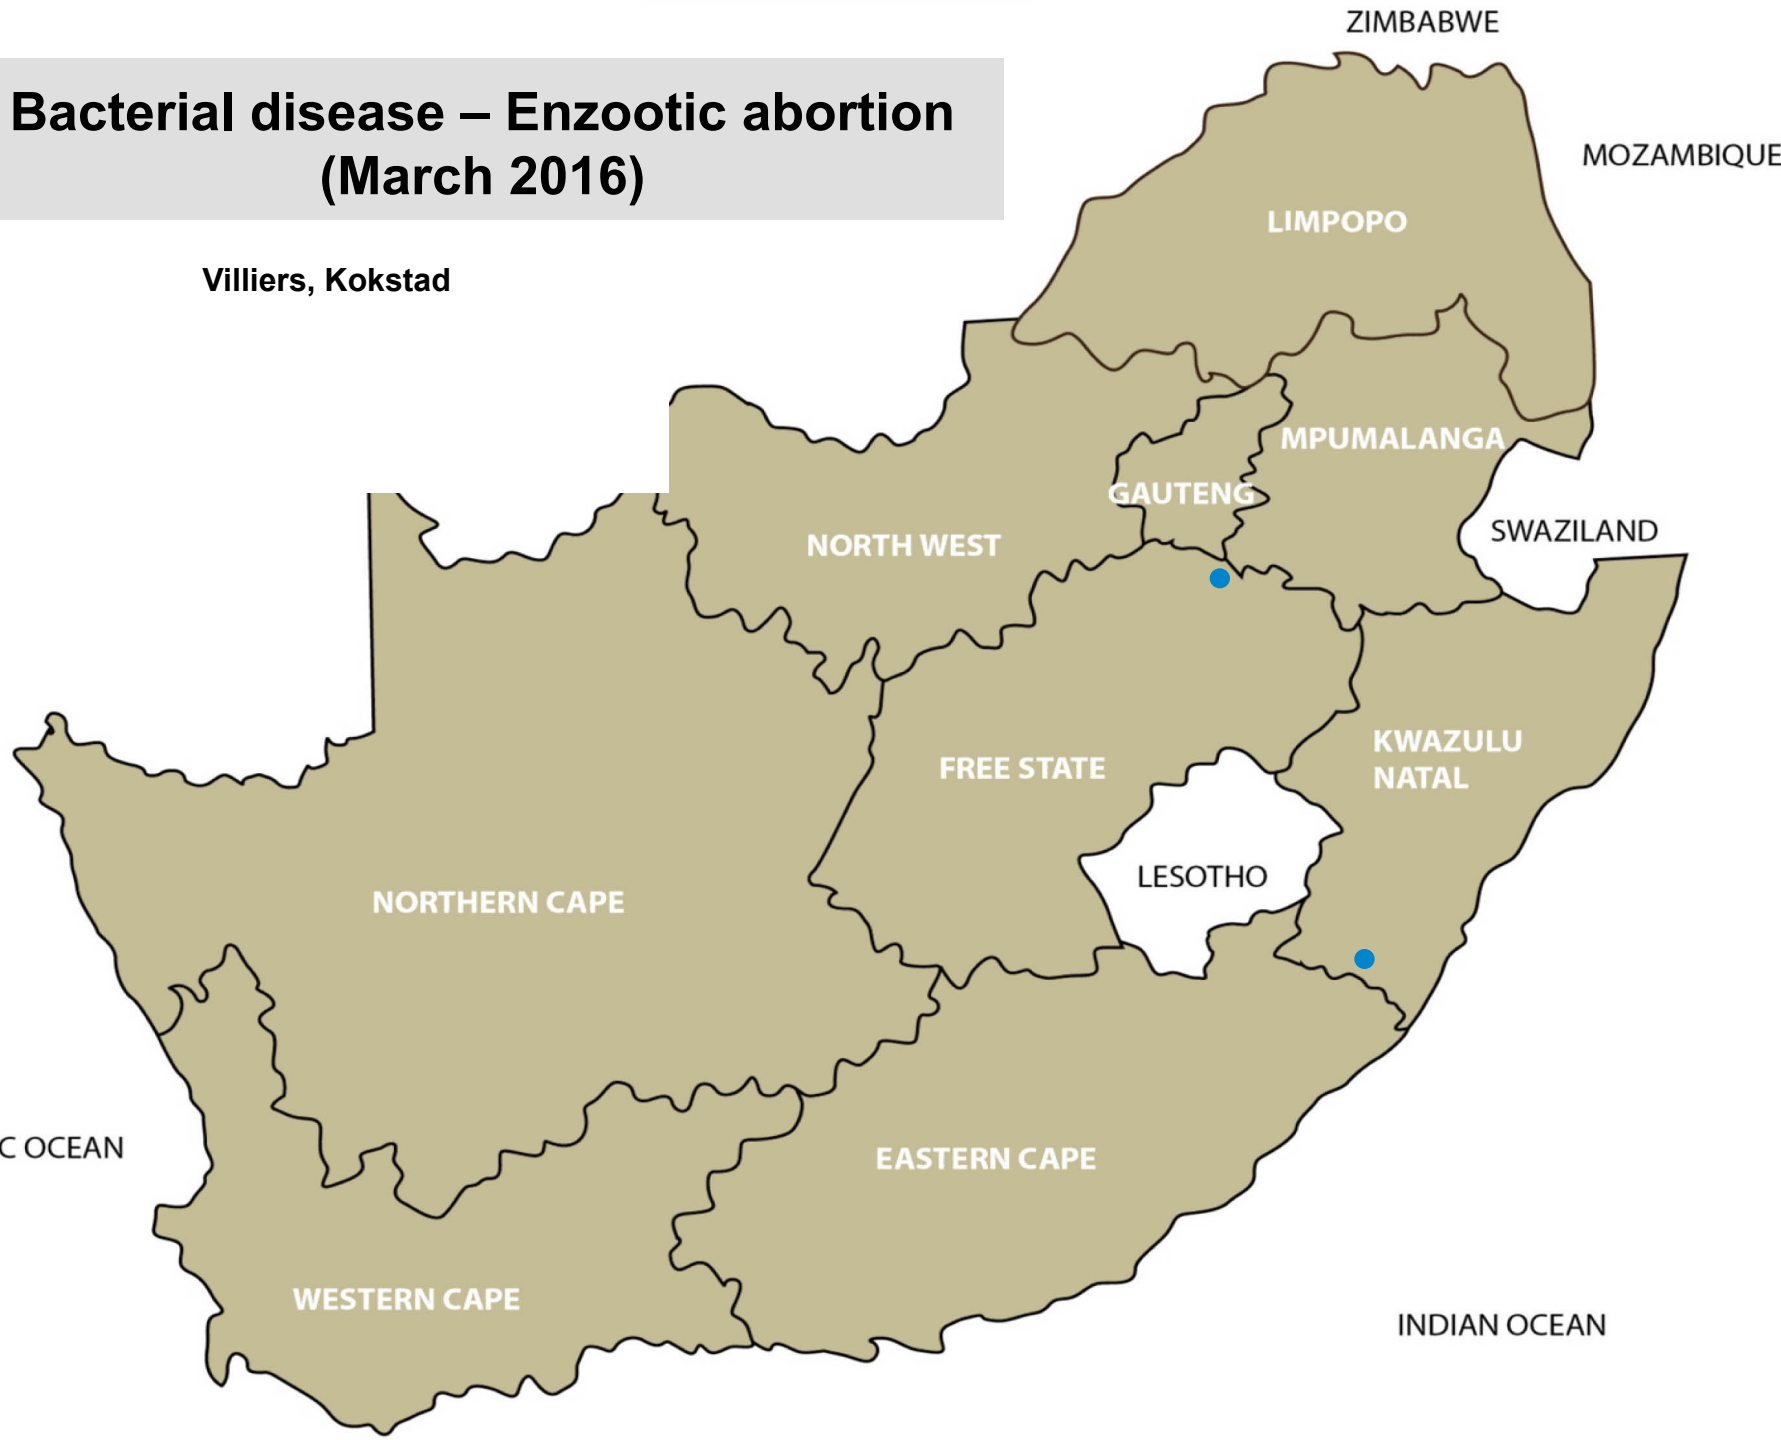 ZIMBABWE
Bacterial disease – Enzootic abortion
(March 2016)
MOZAMBIQUE
LIMPOPO
Villiers, Kokstad
MPUMALANGA
GAUTENG
SWAZILAND
NORTH WEST
KWAZULU
NATAL
FREE STATE
LESOTHO
NORTHERN CAPE
C OCEAN
EASTERN CAPE
WESTERN CAPE
INDIAN OCEAN